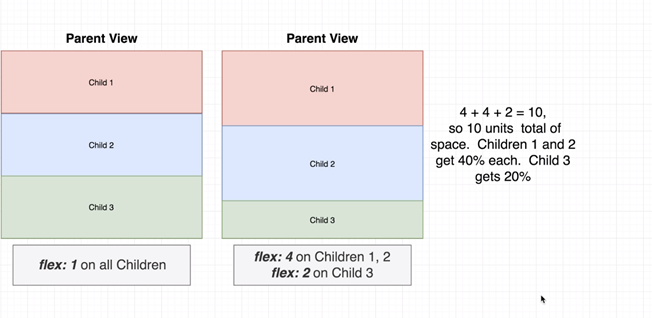 Parent View
Child 1
Child 2
Child 3
flex: 1 on all Children
Parent View
Child 1
Child 2
Child 3
flex: 4 on Children 1, 2
flex: 2 on Child 3
4 + 4 + 2 = 10,
so 10 units total of
space. Children 1 and 2
get 40% each. Child 3
gets 20%